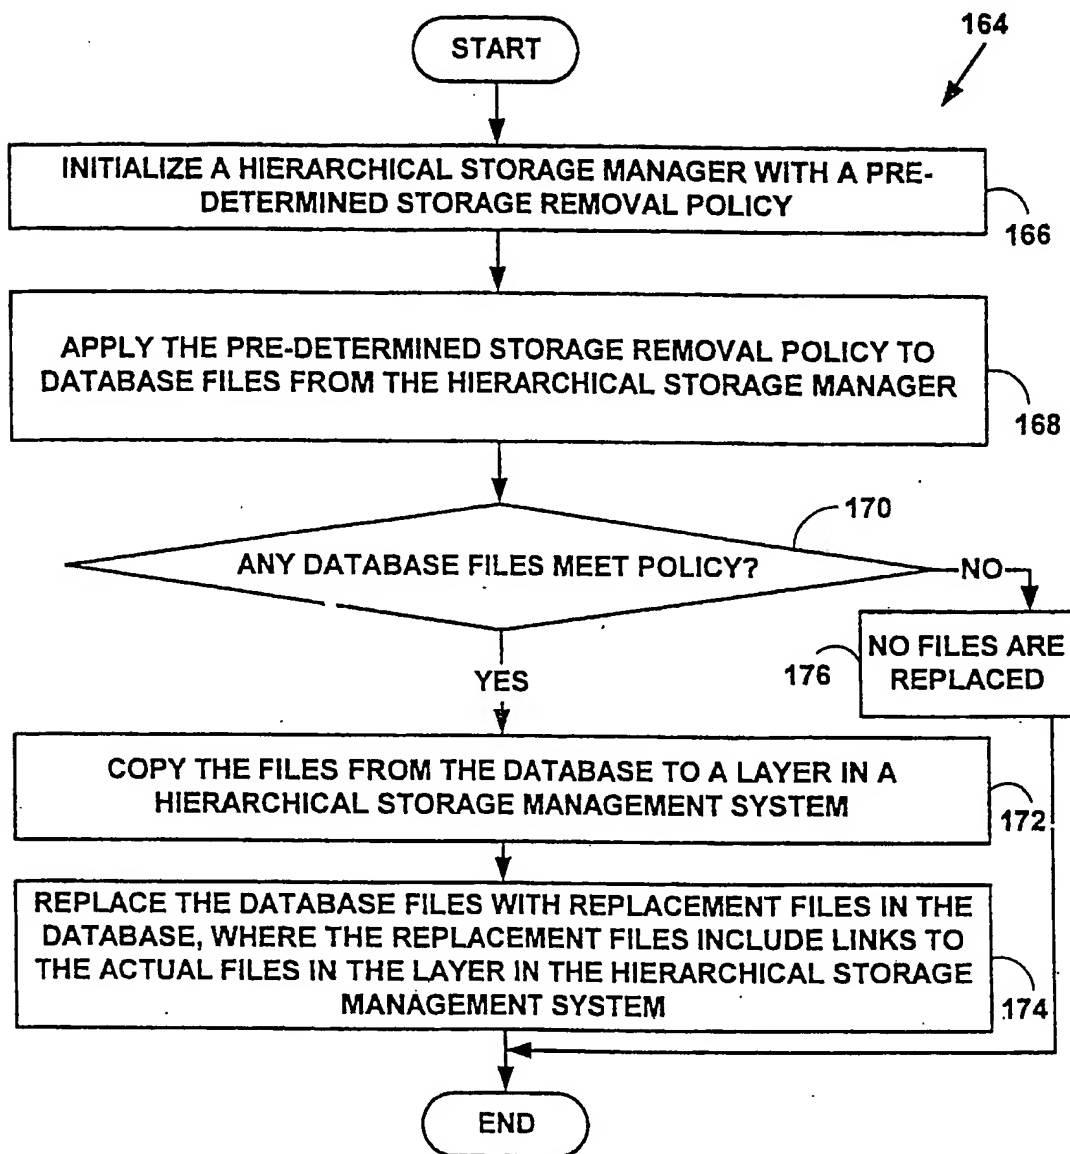 164
START
INITIALIZE A HIERARCHICAL STORAGE MANAGER WITH A PRE-
DETERMINED STORAGE REMOVAL POLICY
166
APPLY THE PRE-DETERMINED STORAGE REMOVAL POLICY TO
DATABASE FILES FROM THE HIERARCHICAL STORAGE MANAGER
168
170
ANY DATABASE FILES MEET POLICY?
NO
NO FILES ARE
REPLACED
176
YES
COPY THE FILES FROM THE DATABASE TO A LAYER IN A
HIERARCHICAL STORAGE MANAGEMENT SYSTEM
172
REPLACE THE DATABASE FILES WITH REPLACEMENT FILES IN THE
DATABASE, WHERE THE REPLACEMENT FILES INCLUDE LINKS TO
THE ACTUAL FILES IN THE LAYER IN THE HIERARCHICAL STORAGE
MANAGEMENT SYSTEM
174
END